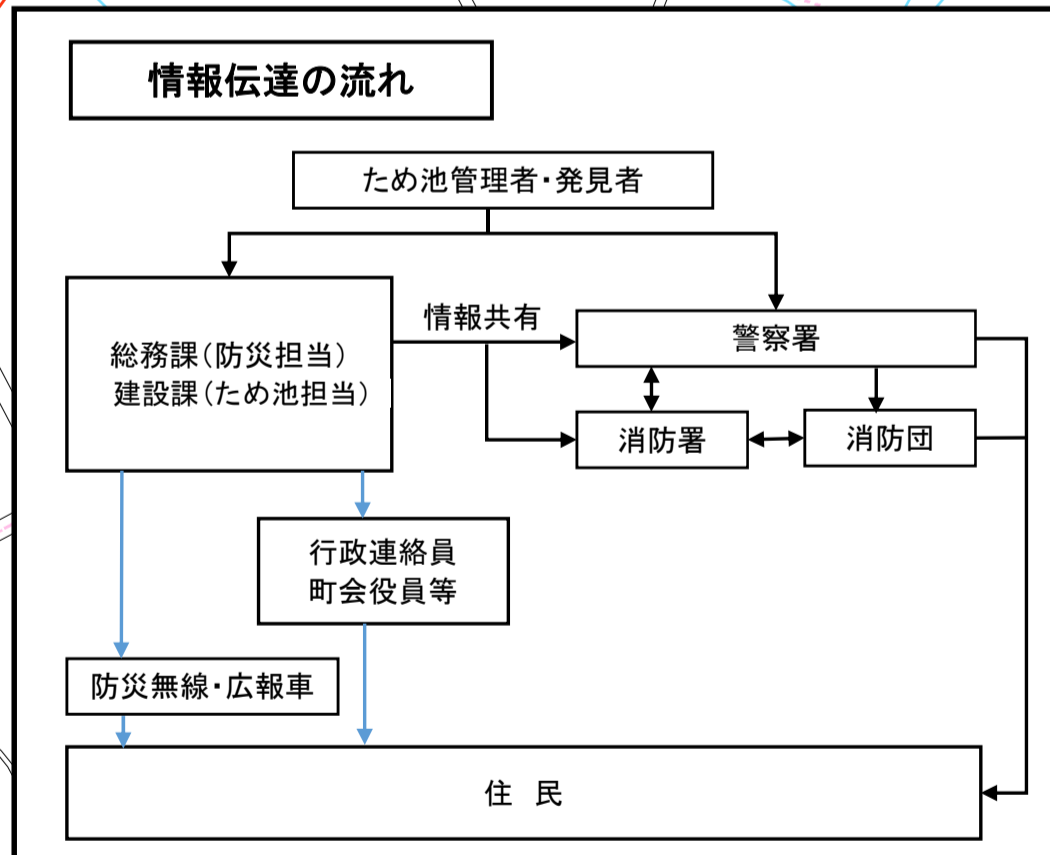 情報伝達の流れ
ため池管理者・発見者
総務課(防災担当)
建設課(ため池担当)
情報共有
警察署
消防署
消防団
行政連絡員
町会役員等
防災無線・広報車
住 民